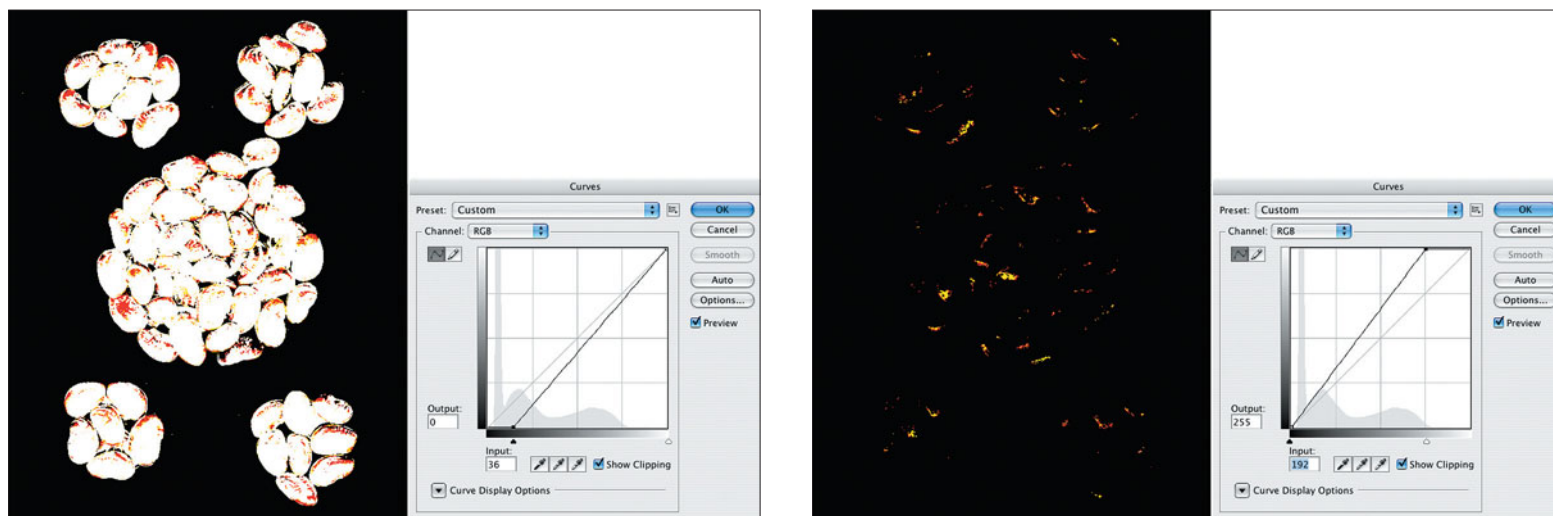 Curves
Preset: Custom
OK
Channel: RGB
Cancel
Smooth
Auto
Options...
Preview
Output:
0
Input:
36
Show Clipping
Curve Display Options
Curves
Preset: Custom
OK
Channel: RGB
Cancel
Smooth
Auto
Options...
Preview
Output:
255
Input:
192
Show Clipping
Curve Display Options